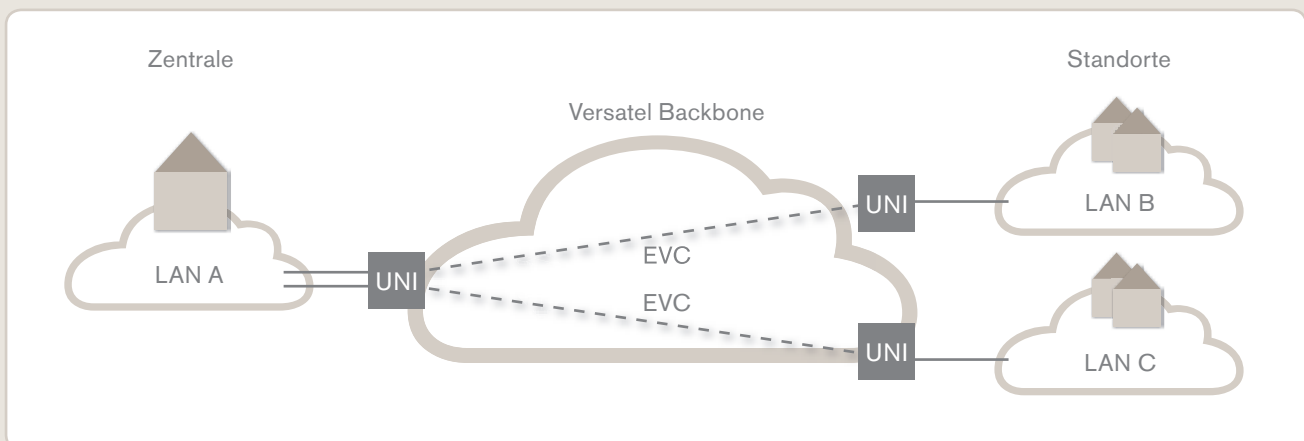 Zentrale
Standorte
Versatel Backbone
UNI
LAN B
EVC
LAN A
UNI
EVC
UNI
LAN C